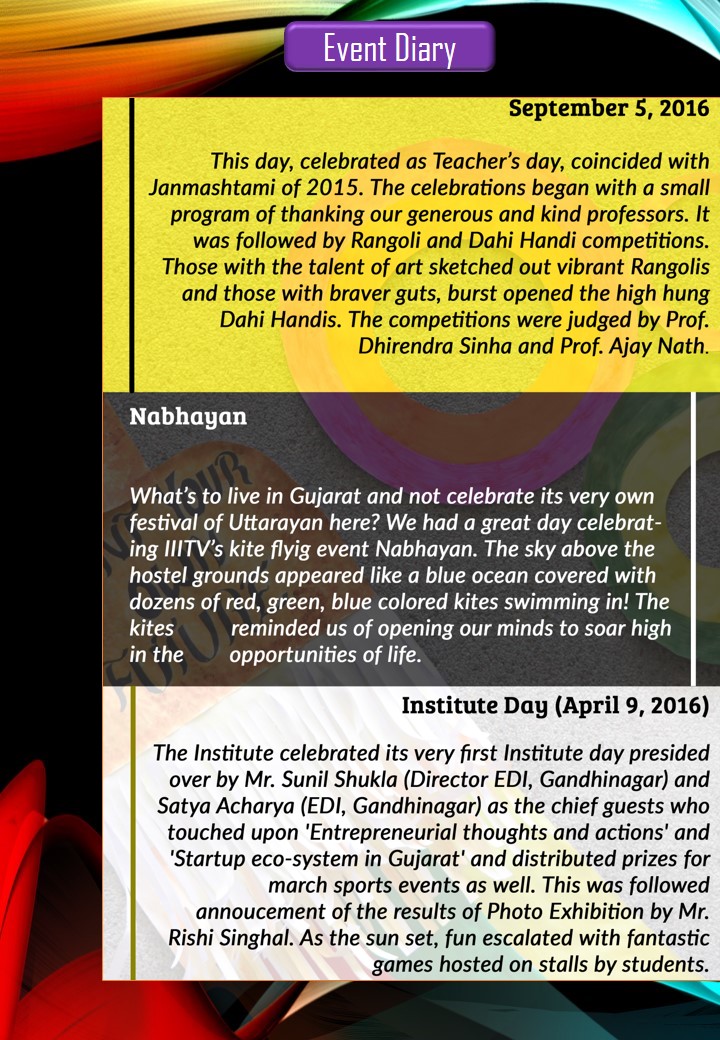 Event Diary
September 5, 2016
This day, celebrated as Teacher's day, coincided with
Janmashtami of 2015. The celebrations began with a small
program of thanking our generous and kind professors. It
was followed by Rangoli and Dahi Handi competitions.
Those with the talent of art sketched out vibrant Rangolis
and those with braver guts, burst opened the high hung
Dahi Handis. The competitions were judged by Prof.
Dhirendra Sinha and Prof. Ajay Nath.
Nabhayan
What's to live in Gujarat and not celebrate its very own
festival of Uttarayan here? We had a great day celebrat-
ing IIITV's kite flyig event Nabhayan. The sky above the
hostel grounds appeared like a blue ocean covered with
dozens of red, green, blue colored kites swimming in! The
kites reminded us of opening our minds to soar high
in the opportunities of life.
Institute Day (April 9, 2016)
The Institute celebrated its very first Institute day presided
over by Mr. Sunil Shukla (Director EDI, Gandhinagar) and
Satya Acharya (EDI, Gandhinagar) as the chief guests who
touched upon 'Entrepreneurial thoughts and actions' and
'Startup eco-system in Gujarat' and distributed prizes for
march sports events as well. This was followed
annoucement of the results of Photo Exhibition by Mr.
Rishi Singhal. As the sun set, fun escalated with fantastic
games hosted on stalls by students.